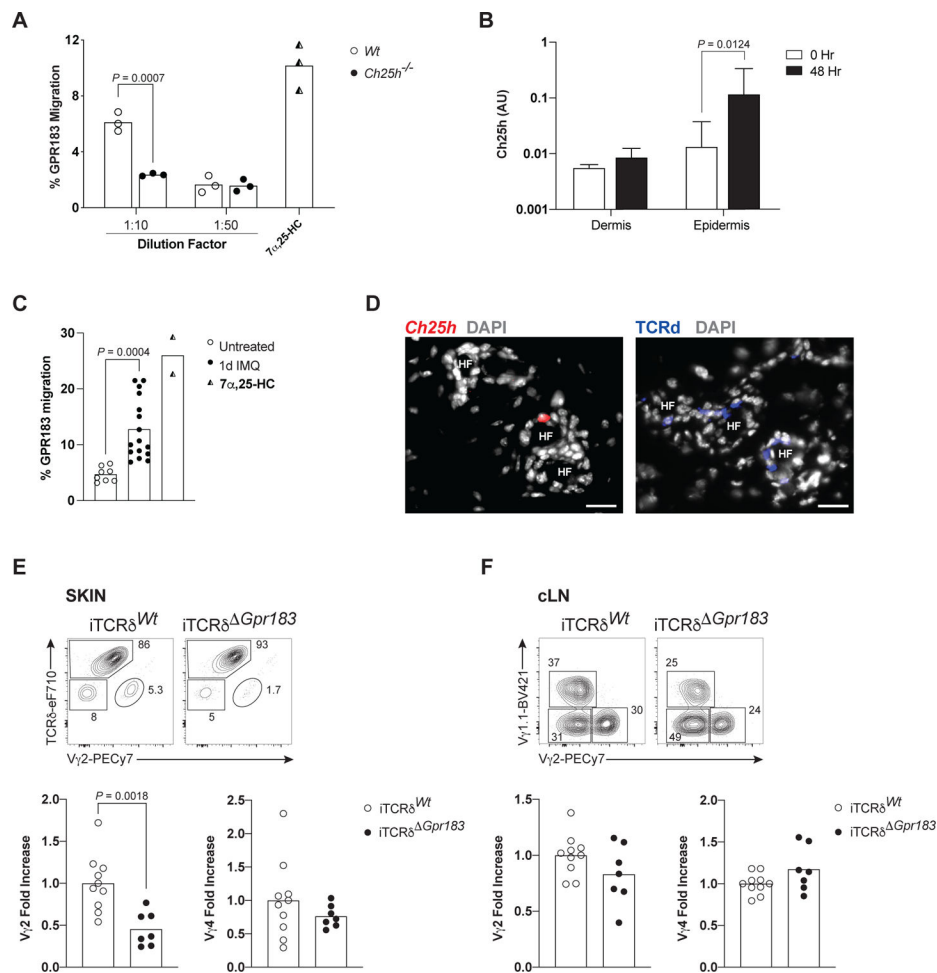 A
% GPR183 Migration
12
8
4
0
P = 0.0007
Wt
Ch25h-/-
1:10
1:50
Dilution Factor
7α,25-HC
B
Ch25h (AU)
1
0.1
0.01
0.001
P = 0.0124
0 Hr
48 Hr
Dermis
Epidermis
C
% GPR183 migration
30
20
10
0
P = 0.0004
Untreated
1d IMQ
7α,25-HC
D
Ch25h DAPI
HF
HF
HF
TCRd DAPI
HF
HF
HF
E
SKIN
iTCRδWt
iTCRδΔGpr183
TCRδ-eF710
86
5.3
8
93
1.7
5
Vγ2-PECy7
Vγ2 Fold Increase
2.0
1.5
1.0
0.5
0.0
P = 0.0018
Vγ4 Fold Increase
2.5
2.0
1.5
1.0
0.5
0.0
iTCRδWt
iTCRδΔGpr183
F
cLN
iTCRδWt
iTCRδΔGpr183
Vγ1.1-BV421
37
30
31
25
24
49
Vγ2-PECy7
Vγ2 Fold Increase
1.5
1.0
0.5
0.0
Vγ4 Fold Increase
2.0
1.5
1.0
0.5
0.0
iTCRδWt
iTCRδΔGpr183